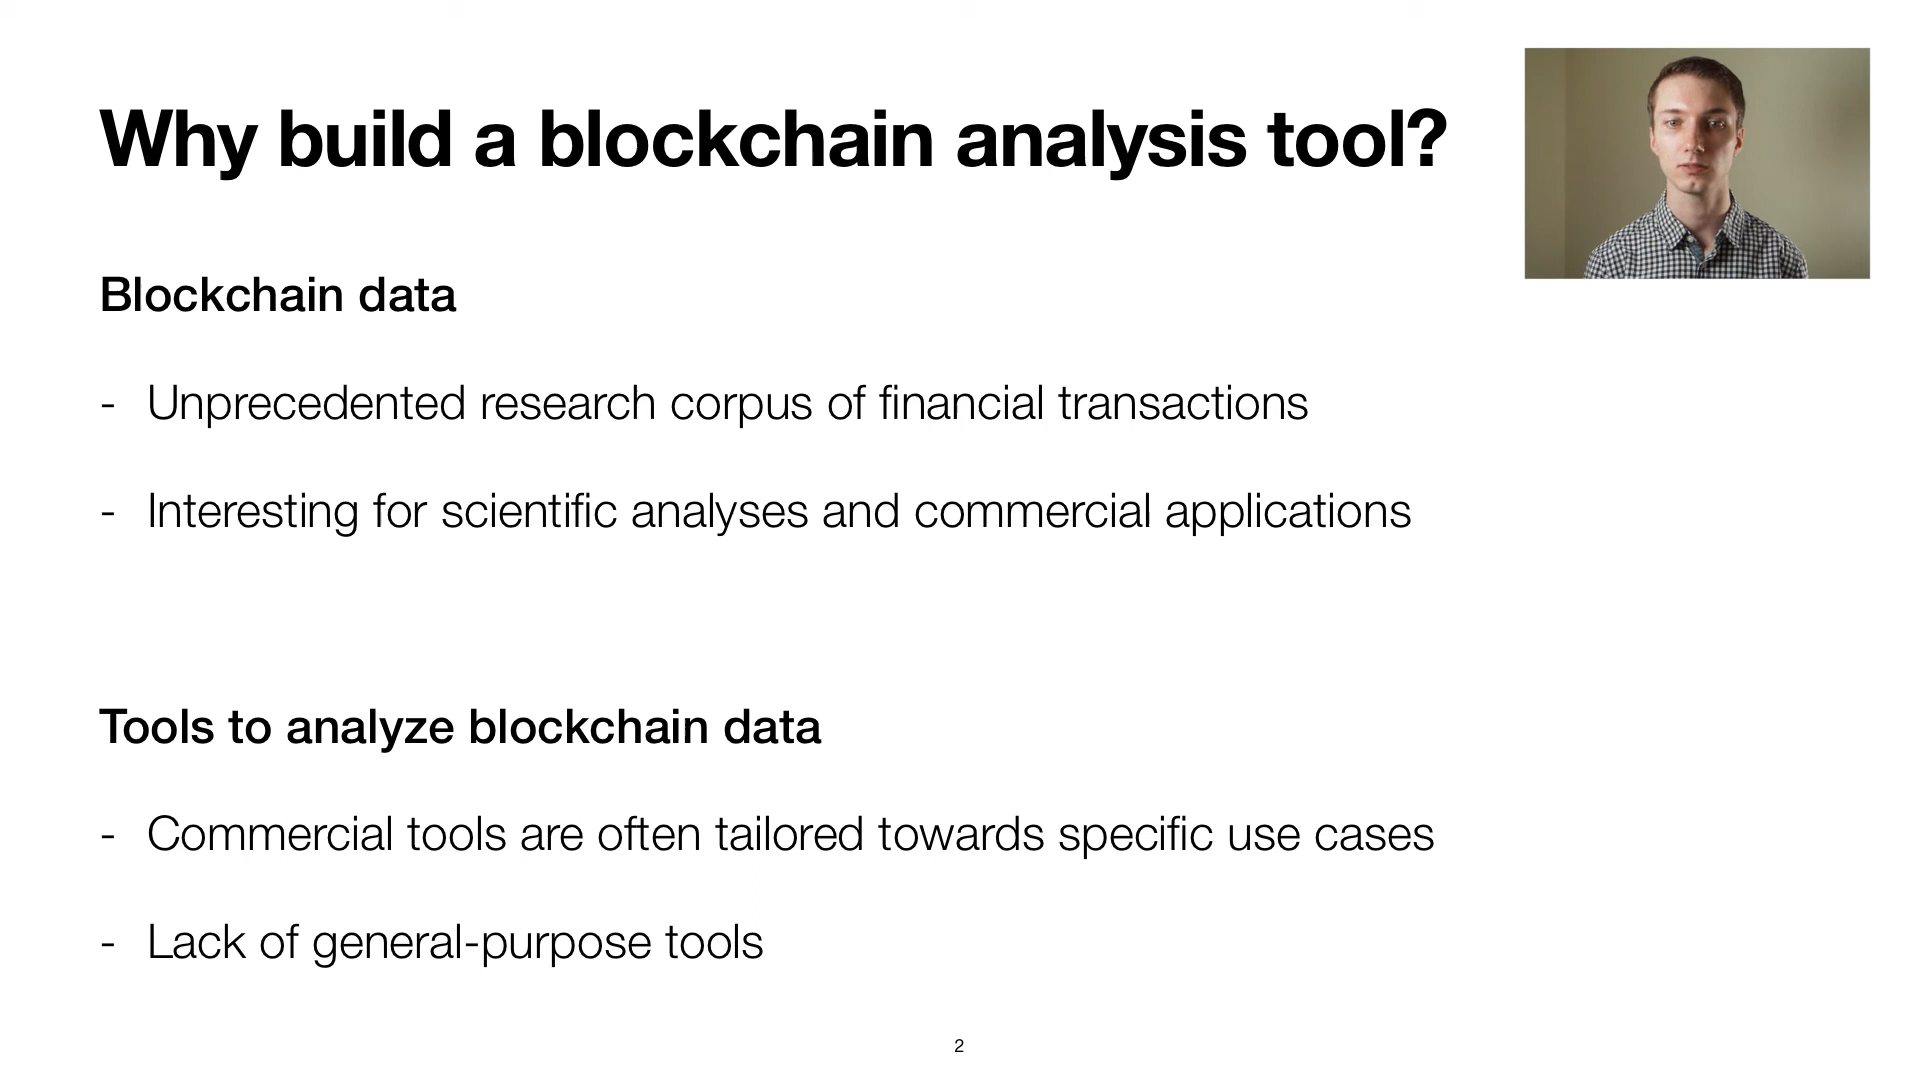 Why build a blockchain analysis tool?
Blockchain data
- Unprecedented research corpus of financial transactions
- Interesting for scientific analyses and commercial applications
Tools to analyze blockchain data
- Commercial tools are often tailored towards specific use cases
- Lack of general-purpose tools
2